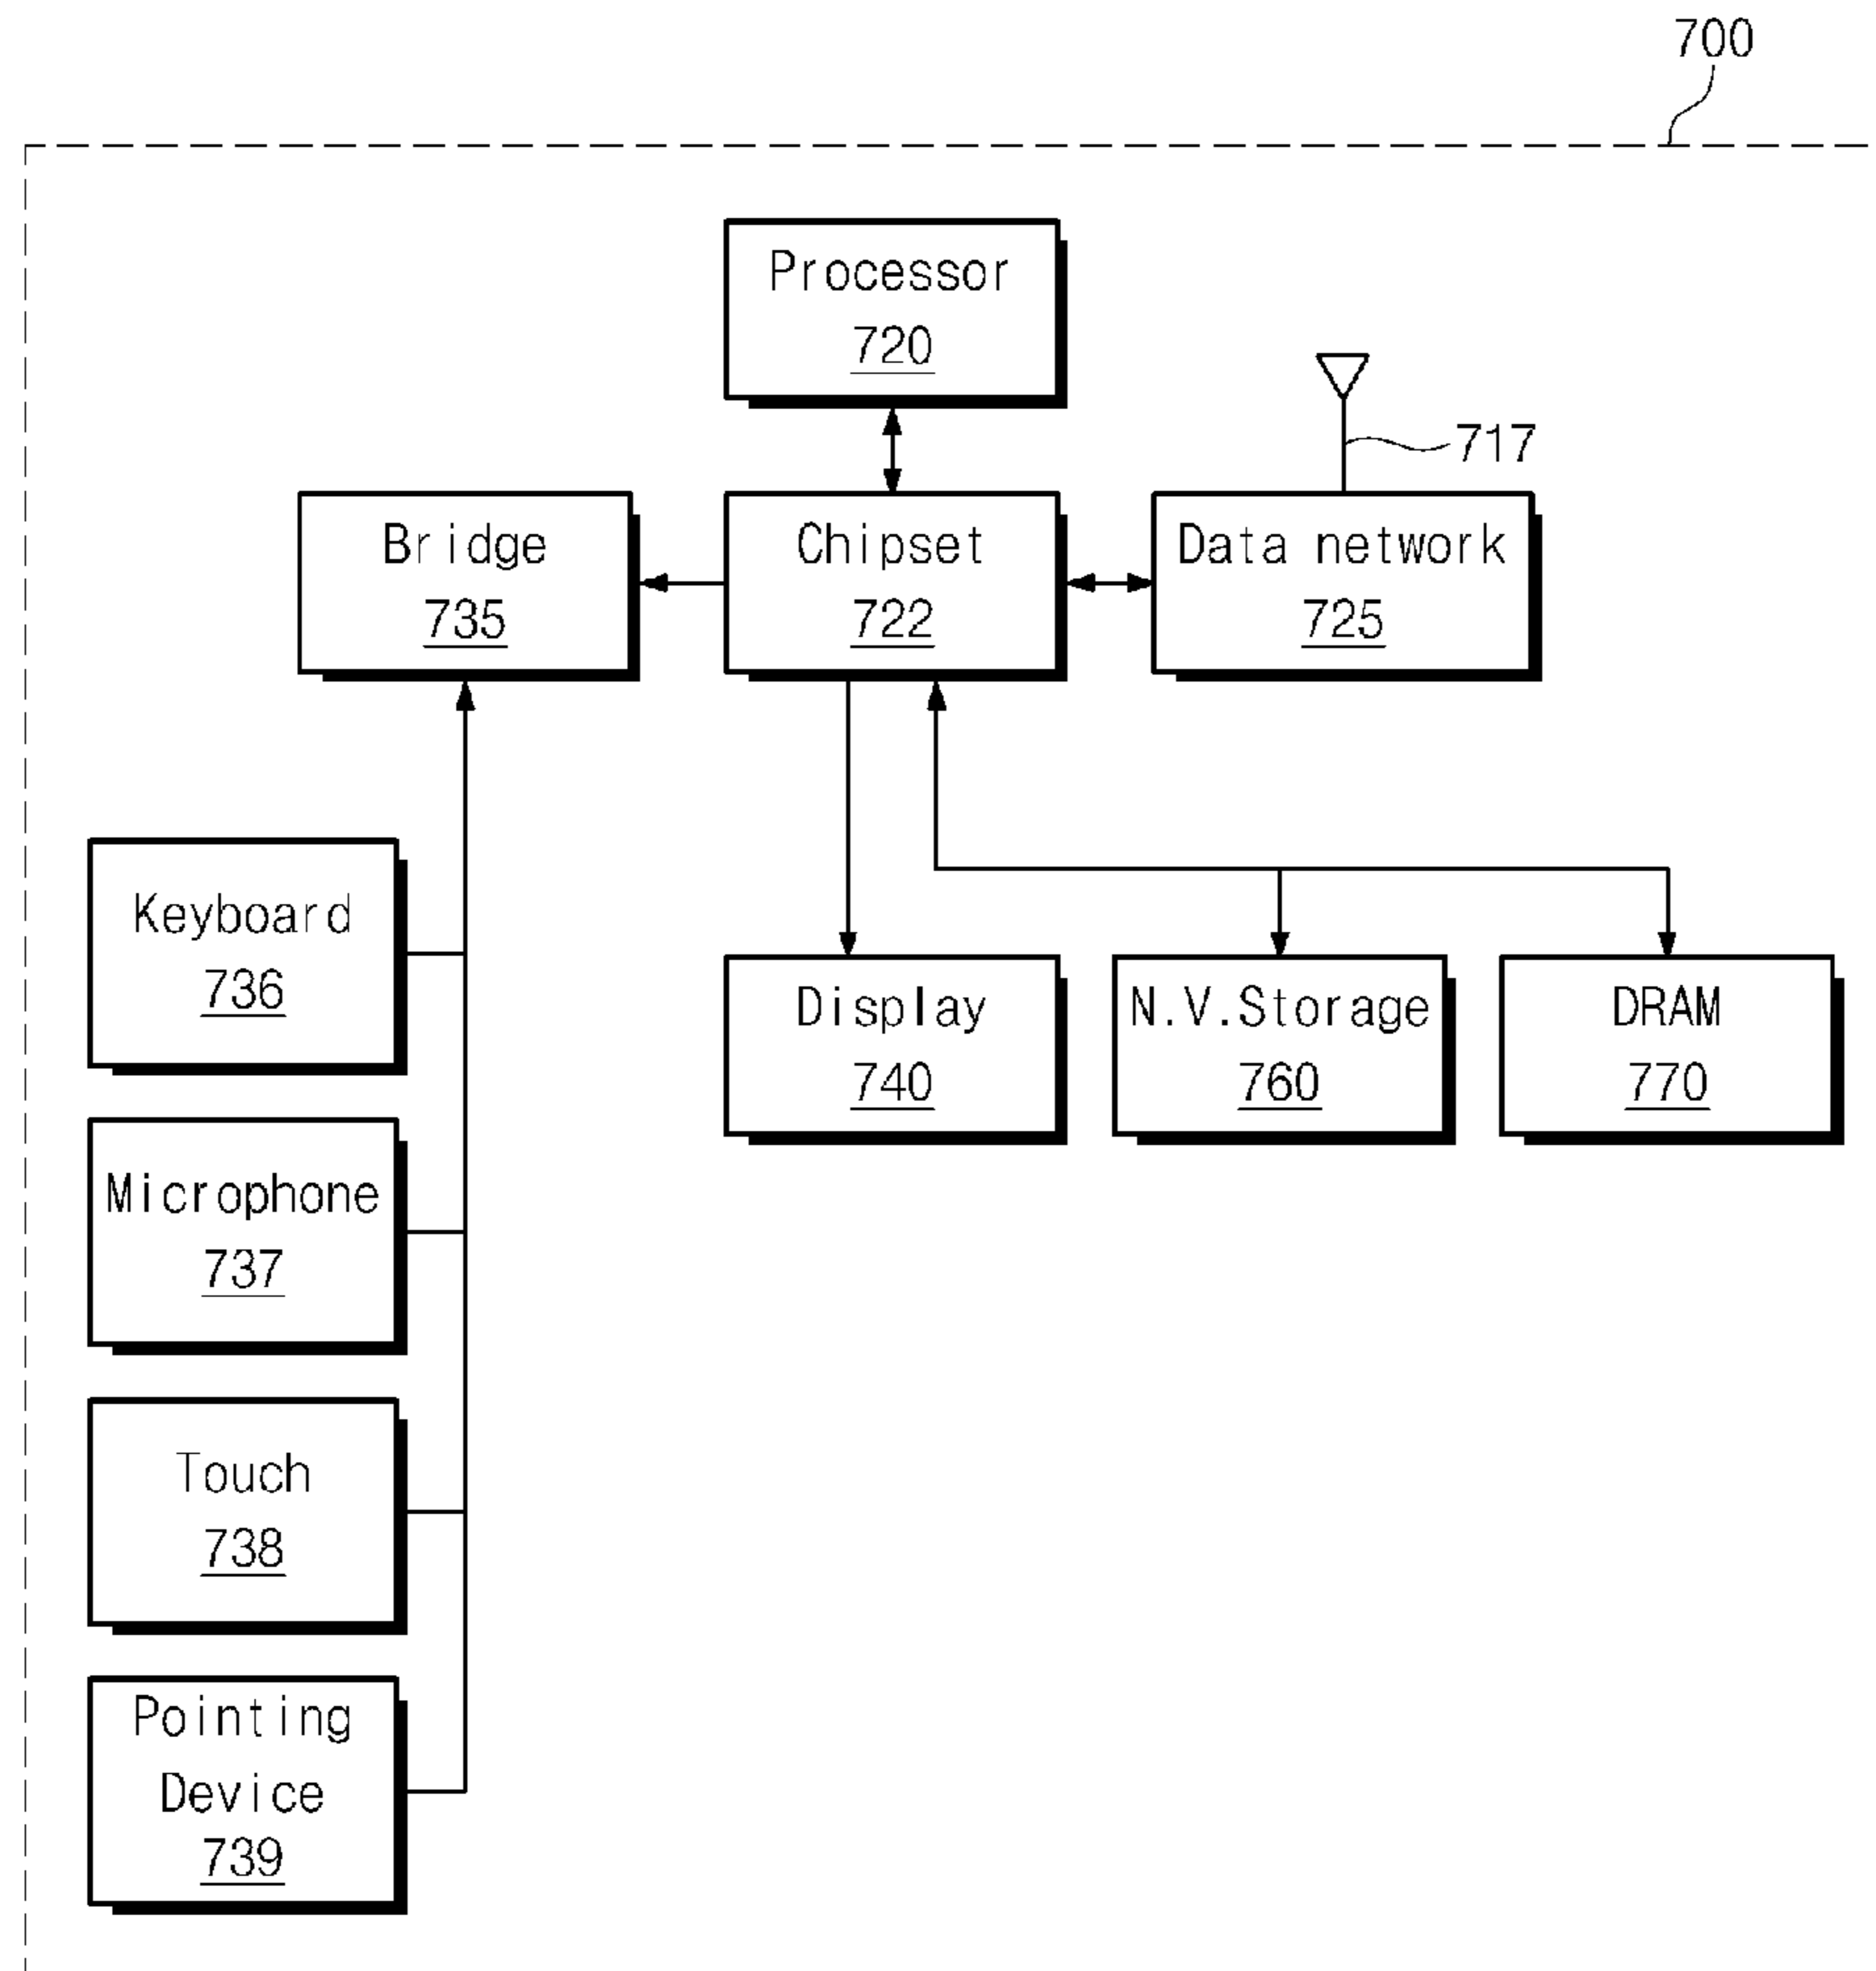 700
Processor
720
717
Bridge
735
Chipset
722
Data network
725
Keyboard
736
Display
740
N.V.Storage
760
DRAM
770
Microphone
737
Touch
738
Pointing
Device
739